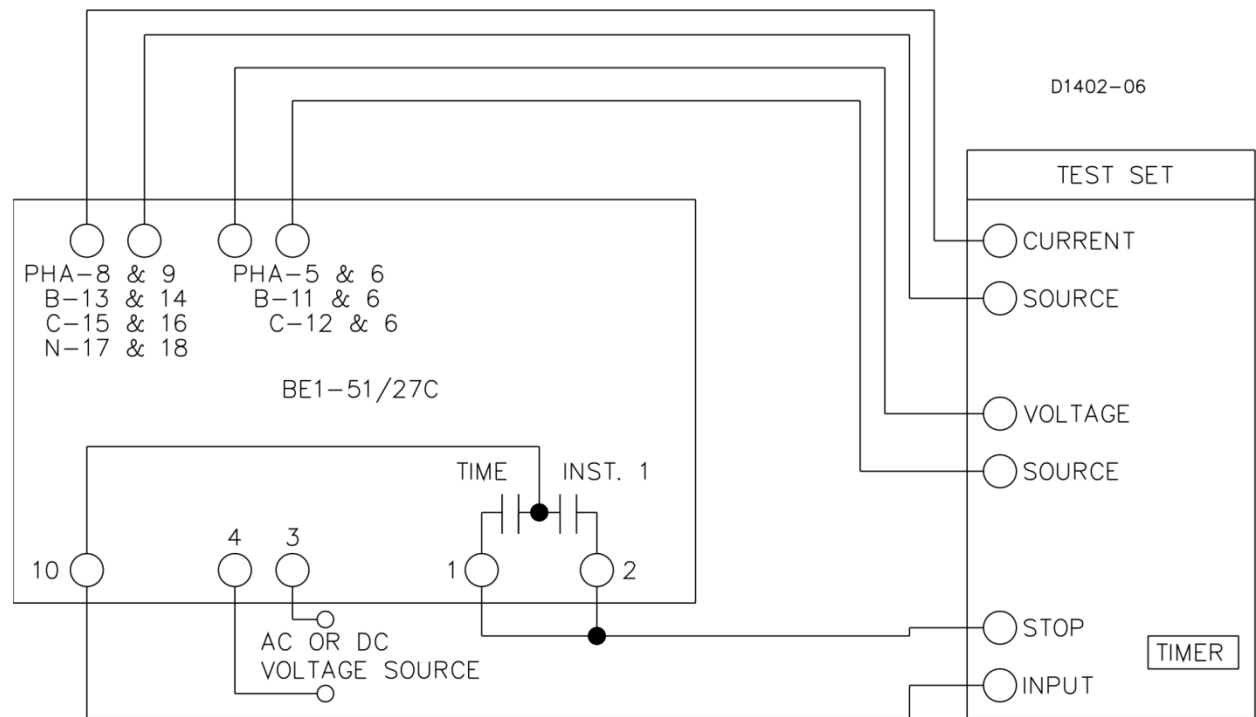 D1402-06
TEST SET
CURRENT
SOURCE
VOLTAGE
SOURCE
STOP
TIMER
INPUT
PHA-8 & 9
B-13 & 14
C-15 & 16
N-17 & 18
PHA-5 & 6
B-11 & 6
C-12 & 6
BE1-51/27C
TIME INST. 1
10 4 3 1 2
AC OR DC
VOLTAGE SOURCE